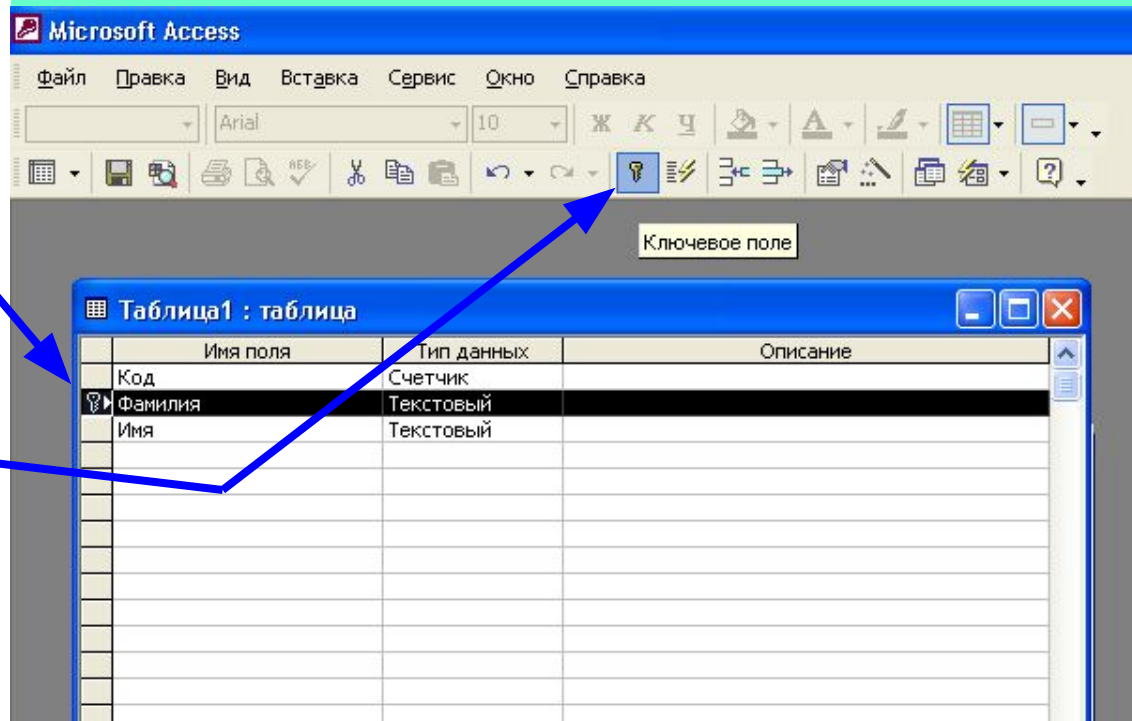 Microsoft Access
Файл Правка Вид Вставка Сервис Окно Справка
Arial 10 Ж К Ч
Ключевое поле
Таблица1 : таблица
Имя поля Тип данных Описание
Код Счетчик
Фамилия Текстовый
Имя Текстовый